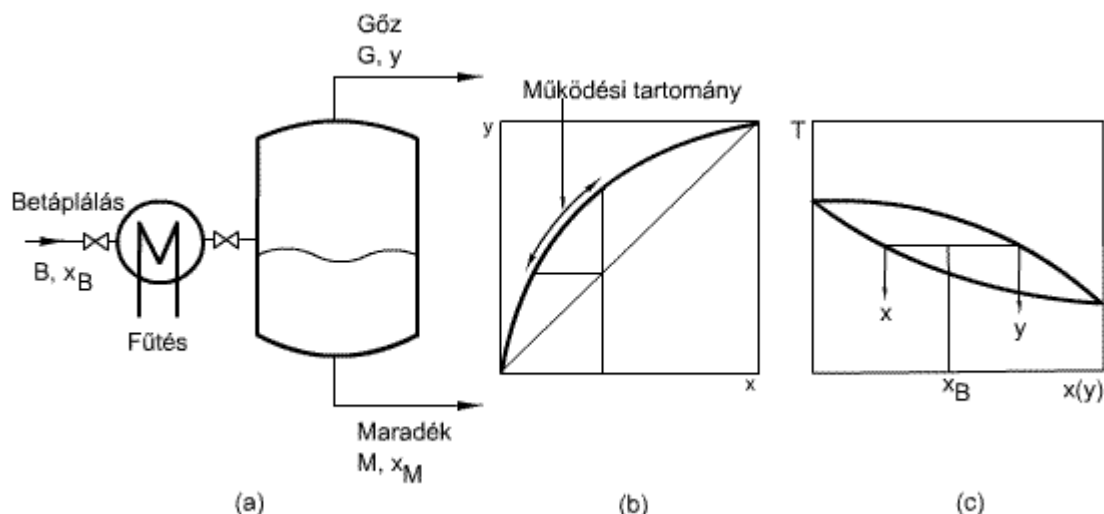 Gőz
G, y
Betáplálás
B, xB
Fűtés
Maradék
M, xM
(a)
Működési tartomány
y
x
(b)
T
x
y
xB
x(y)
(c)